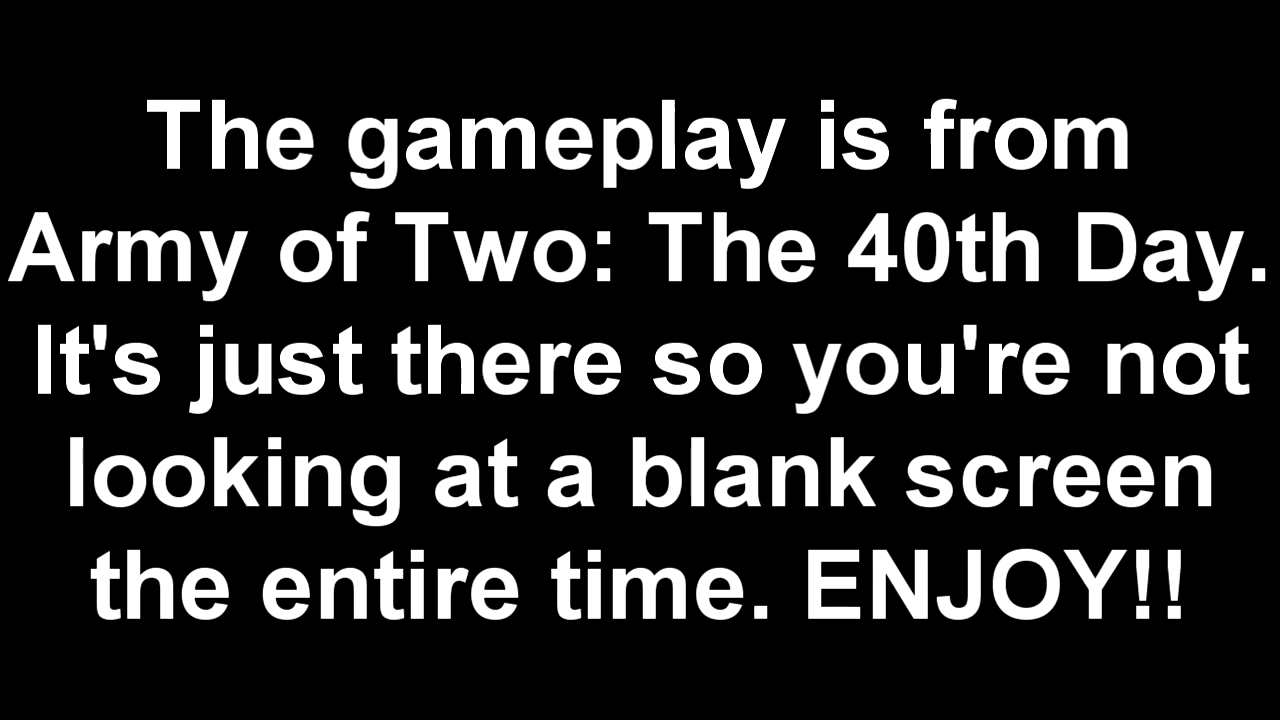 The gameplay is from
Army of Two: The 40th Day.
It's just there so you're not
looking at a blank screen
the entire time. ENJOY!!